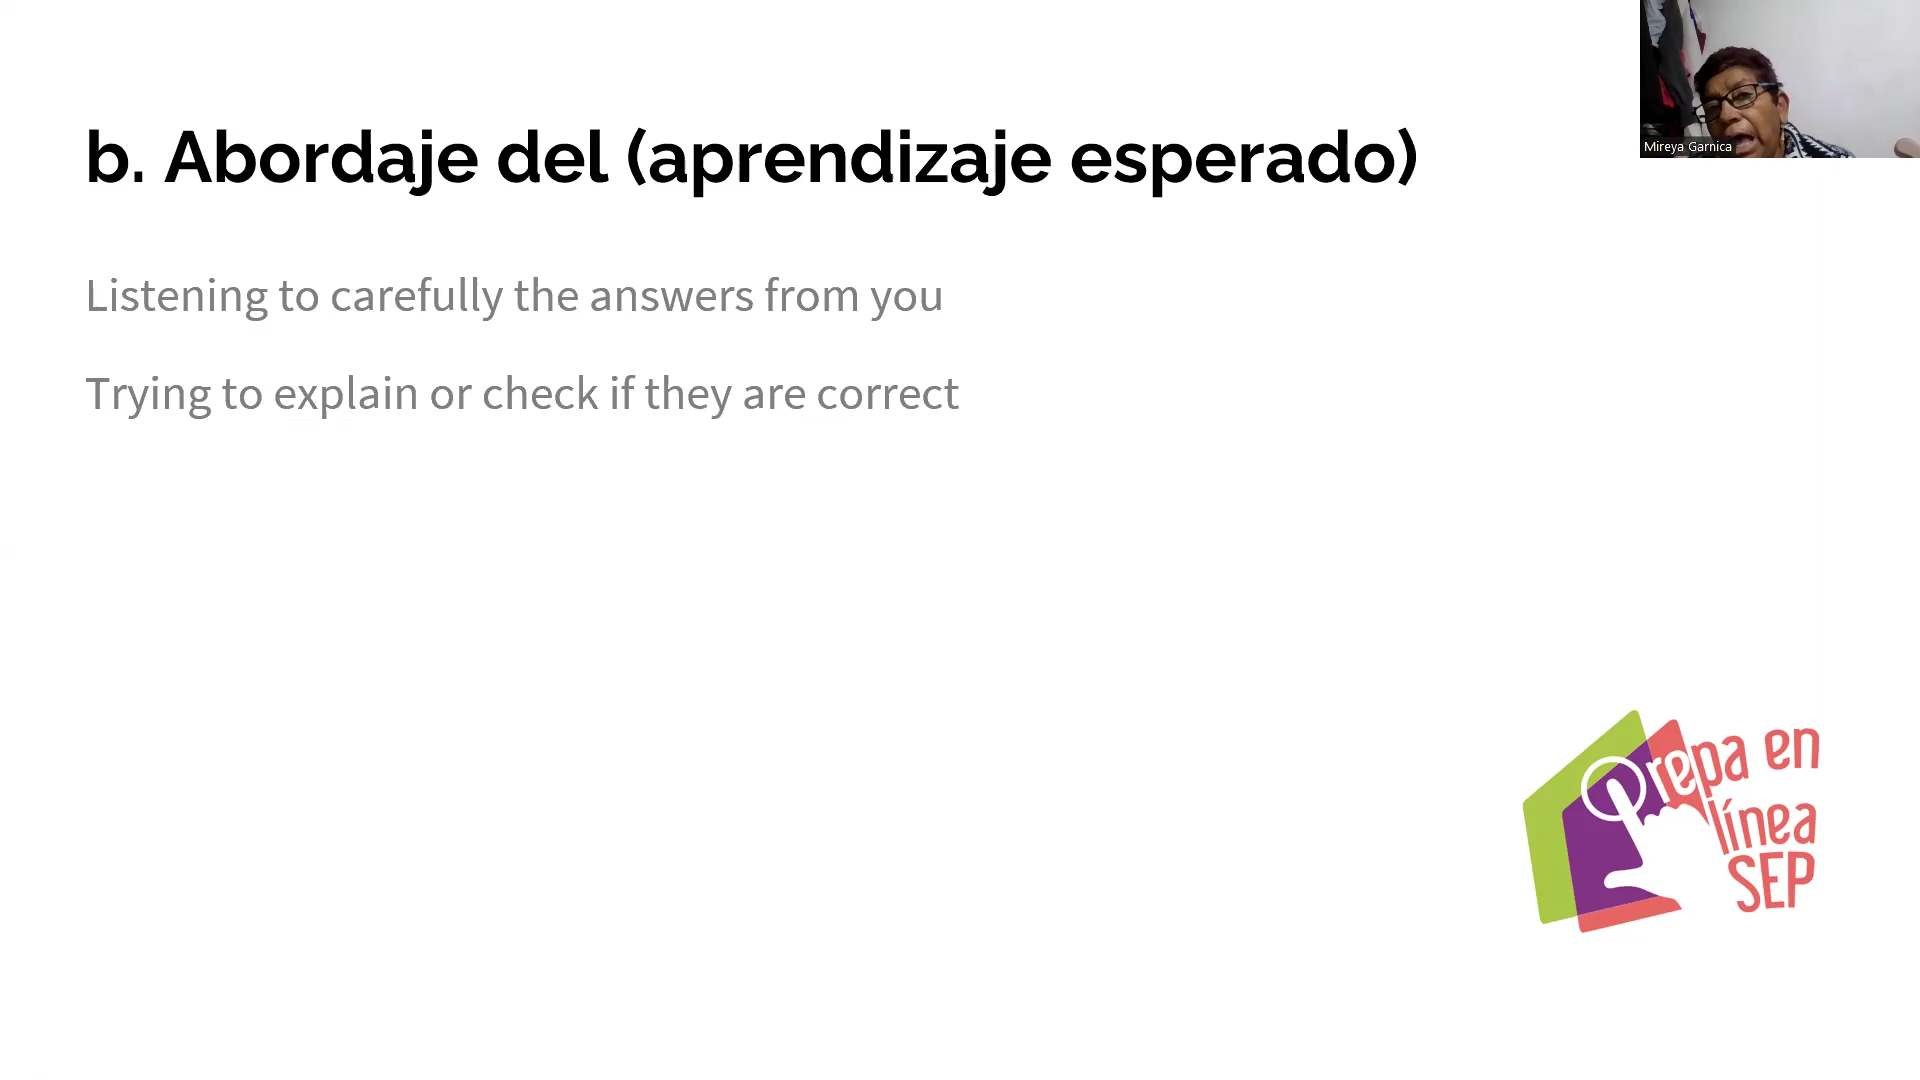 b. Abordaje del (aprendizaje esperado)
Mireya Garnica
Listening to carefully the answers from you
Trying to explain or check if they are correct
Prepa en
línea
SEP